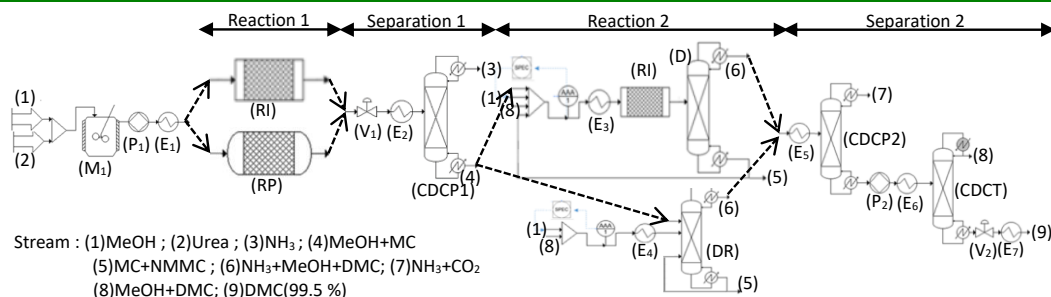 Reaction 1
Separation 1
Reaction 2
Separation 2
(1)
(2)
(M₁)
(P₁)
(E₁)
(RI)
(RP)
(V₁)
(E₂)
(CDCP1)
(3)
(4)
SPEC
(1)
(8)
(E₃)
(RI)
(D)
(6)
(5)
SPEC
(1)
(8)
(E₄)
(DR)
(6)
(5)
(E₅)
(CDCP2)
(7)
(P₂)
(E₆)
(CDCT)
(8)
(V₂)
(E₇)
(9)
Stream : (1)MeOH ; (2)Urea ; (3)NH₃ ; (4)MeOH+MC
(5)MC+NMMC ; (6)NH₃+MeOH+DMC; (7)NH₃+CO₂
(8)MeOH+DMC; (9)DMC(99.5 %)